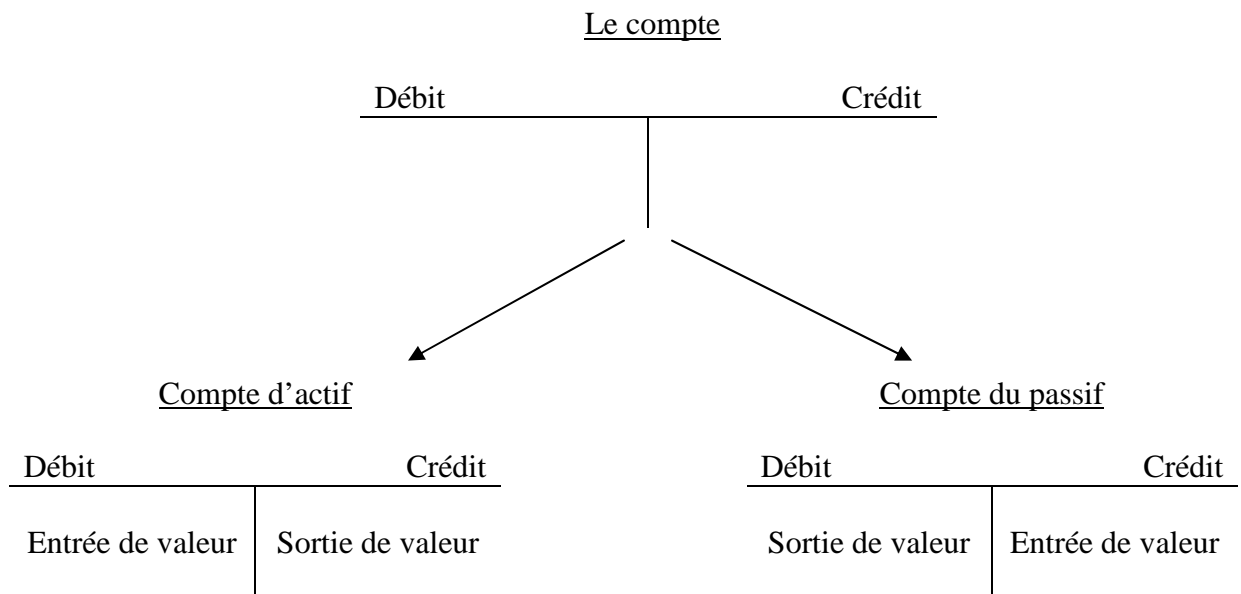 Le compte
Débit Crédit
Compte d’actif Compte du passif
Débit Crédit Débit Crédit
Entrée de valeur Sortie de valeur Sortie de valeur Entrée de valeur